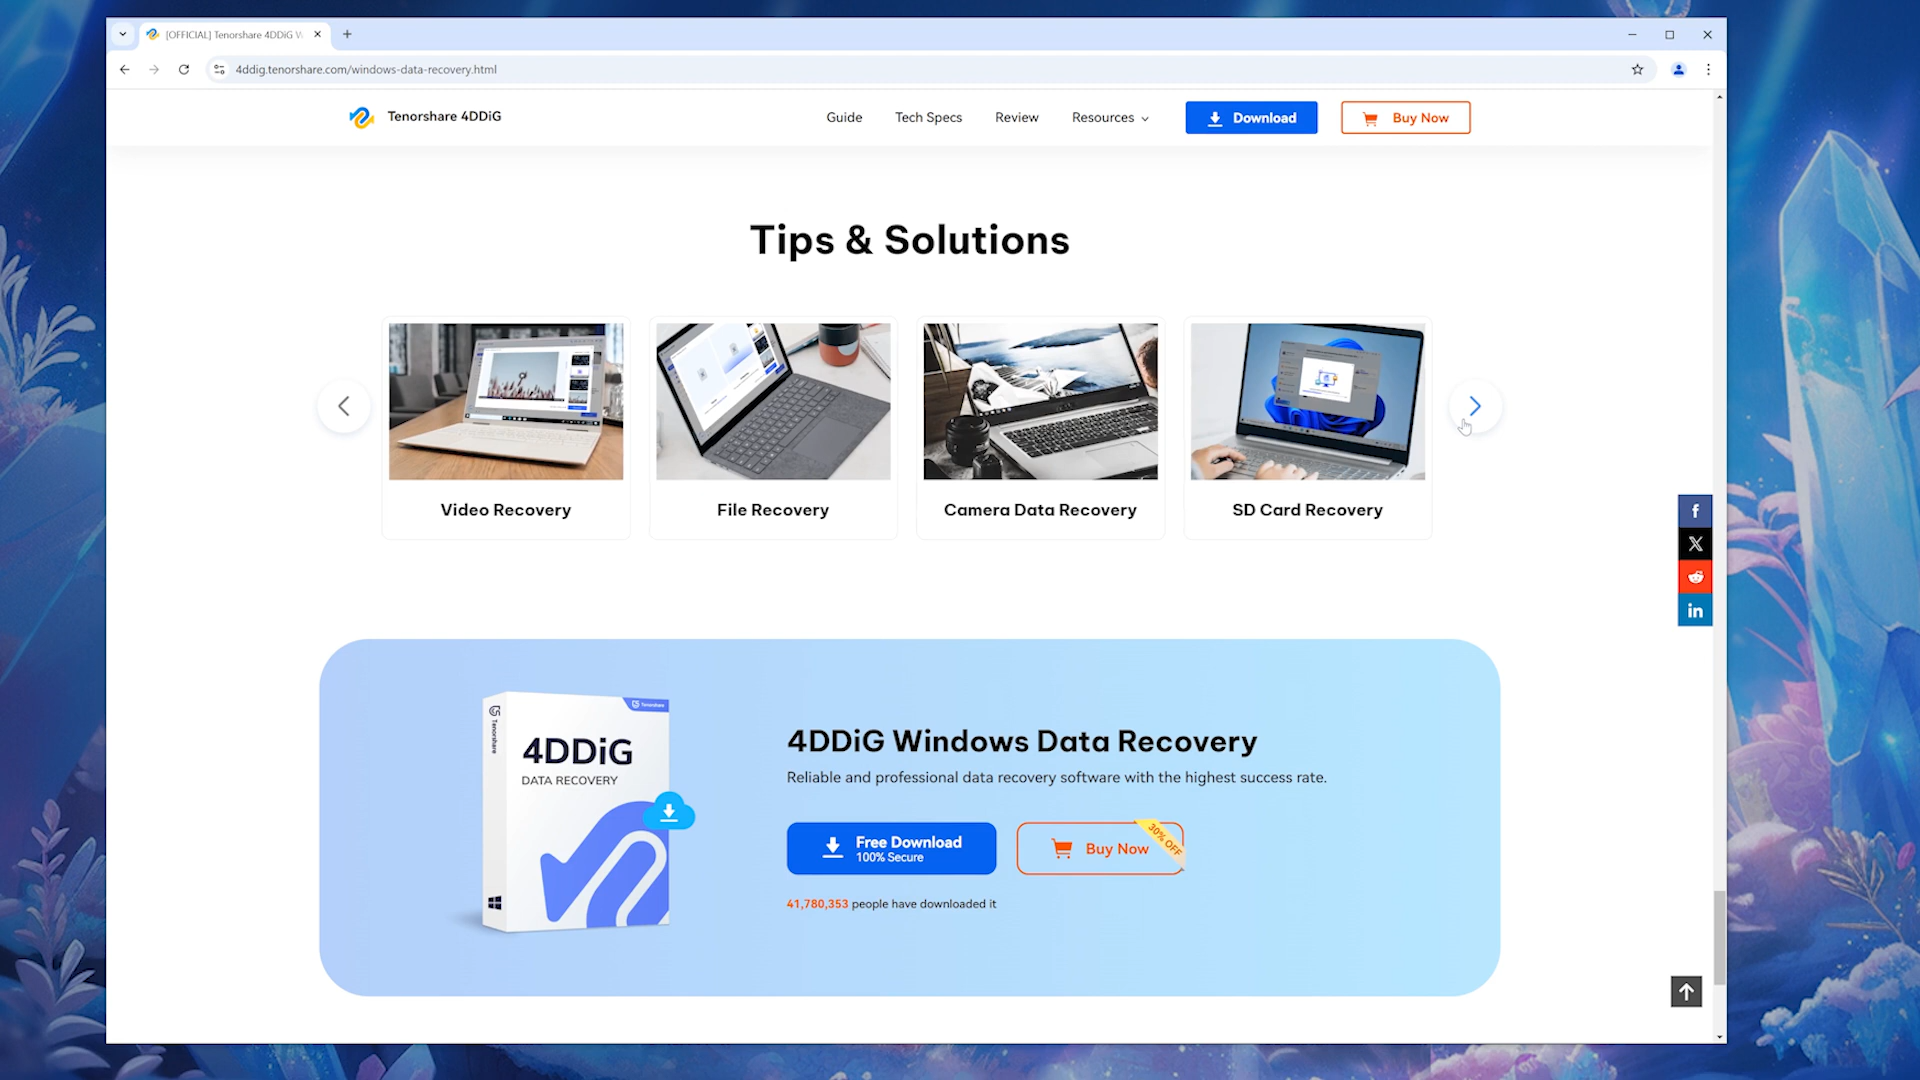 [OFFICIAL] Tenorshare 4DDiG W
4ddig.tenorshare.com/windows-data-recovery.html
Tenorshare 4DDiG
Guide
Tech Specs
Review
Resources
Download
Buy Now
Tips & Solutions
Video Recovery
File Recovery
Camera Data Recovery
SD Card Recovery
Tenorshare
Tenorshare
4DDiG
DATA RECOVERY
4DDiG Windows Data Recovery
Reliable and professional data recovery software with the highest success rate.
Free Download
100% Secure
Buy Now
30% OFF
41,780,353 people have downloaded it